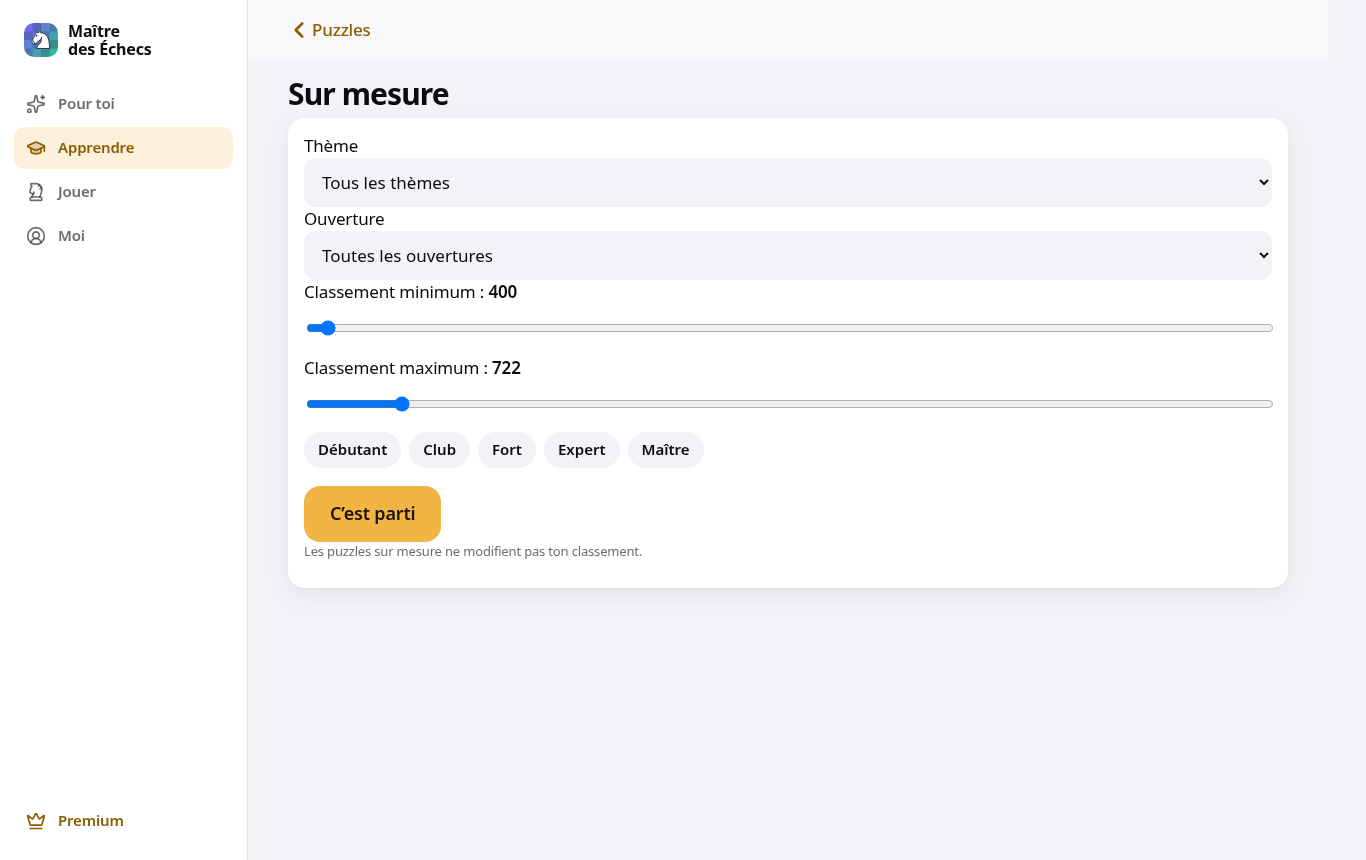 Maître
des Échecs
Pour toi
Apprendre
Jouer
Moi
Premium
Puzzles
Sur mesure
Thème
Tous les thèmes
Ouverture
Toutes les ouvertures
Classement minimum : 400
Classement maximum : 722
Débutant
Club
Fort
Expert
Maître
C’est parti
Les puzzles sur mesure ne modifient pas ton classement.